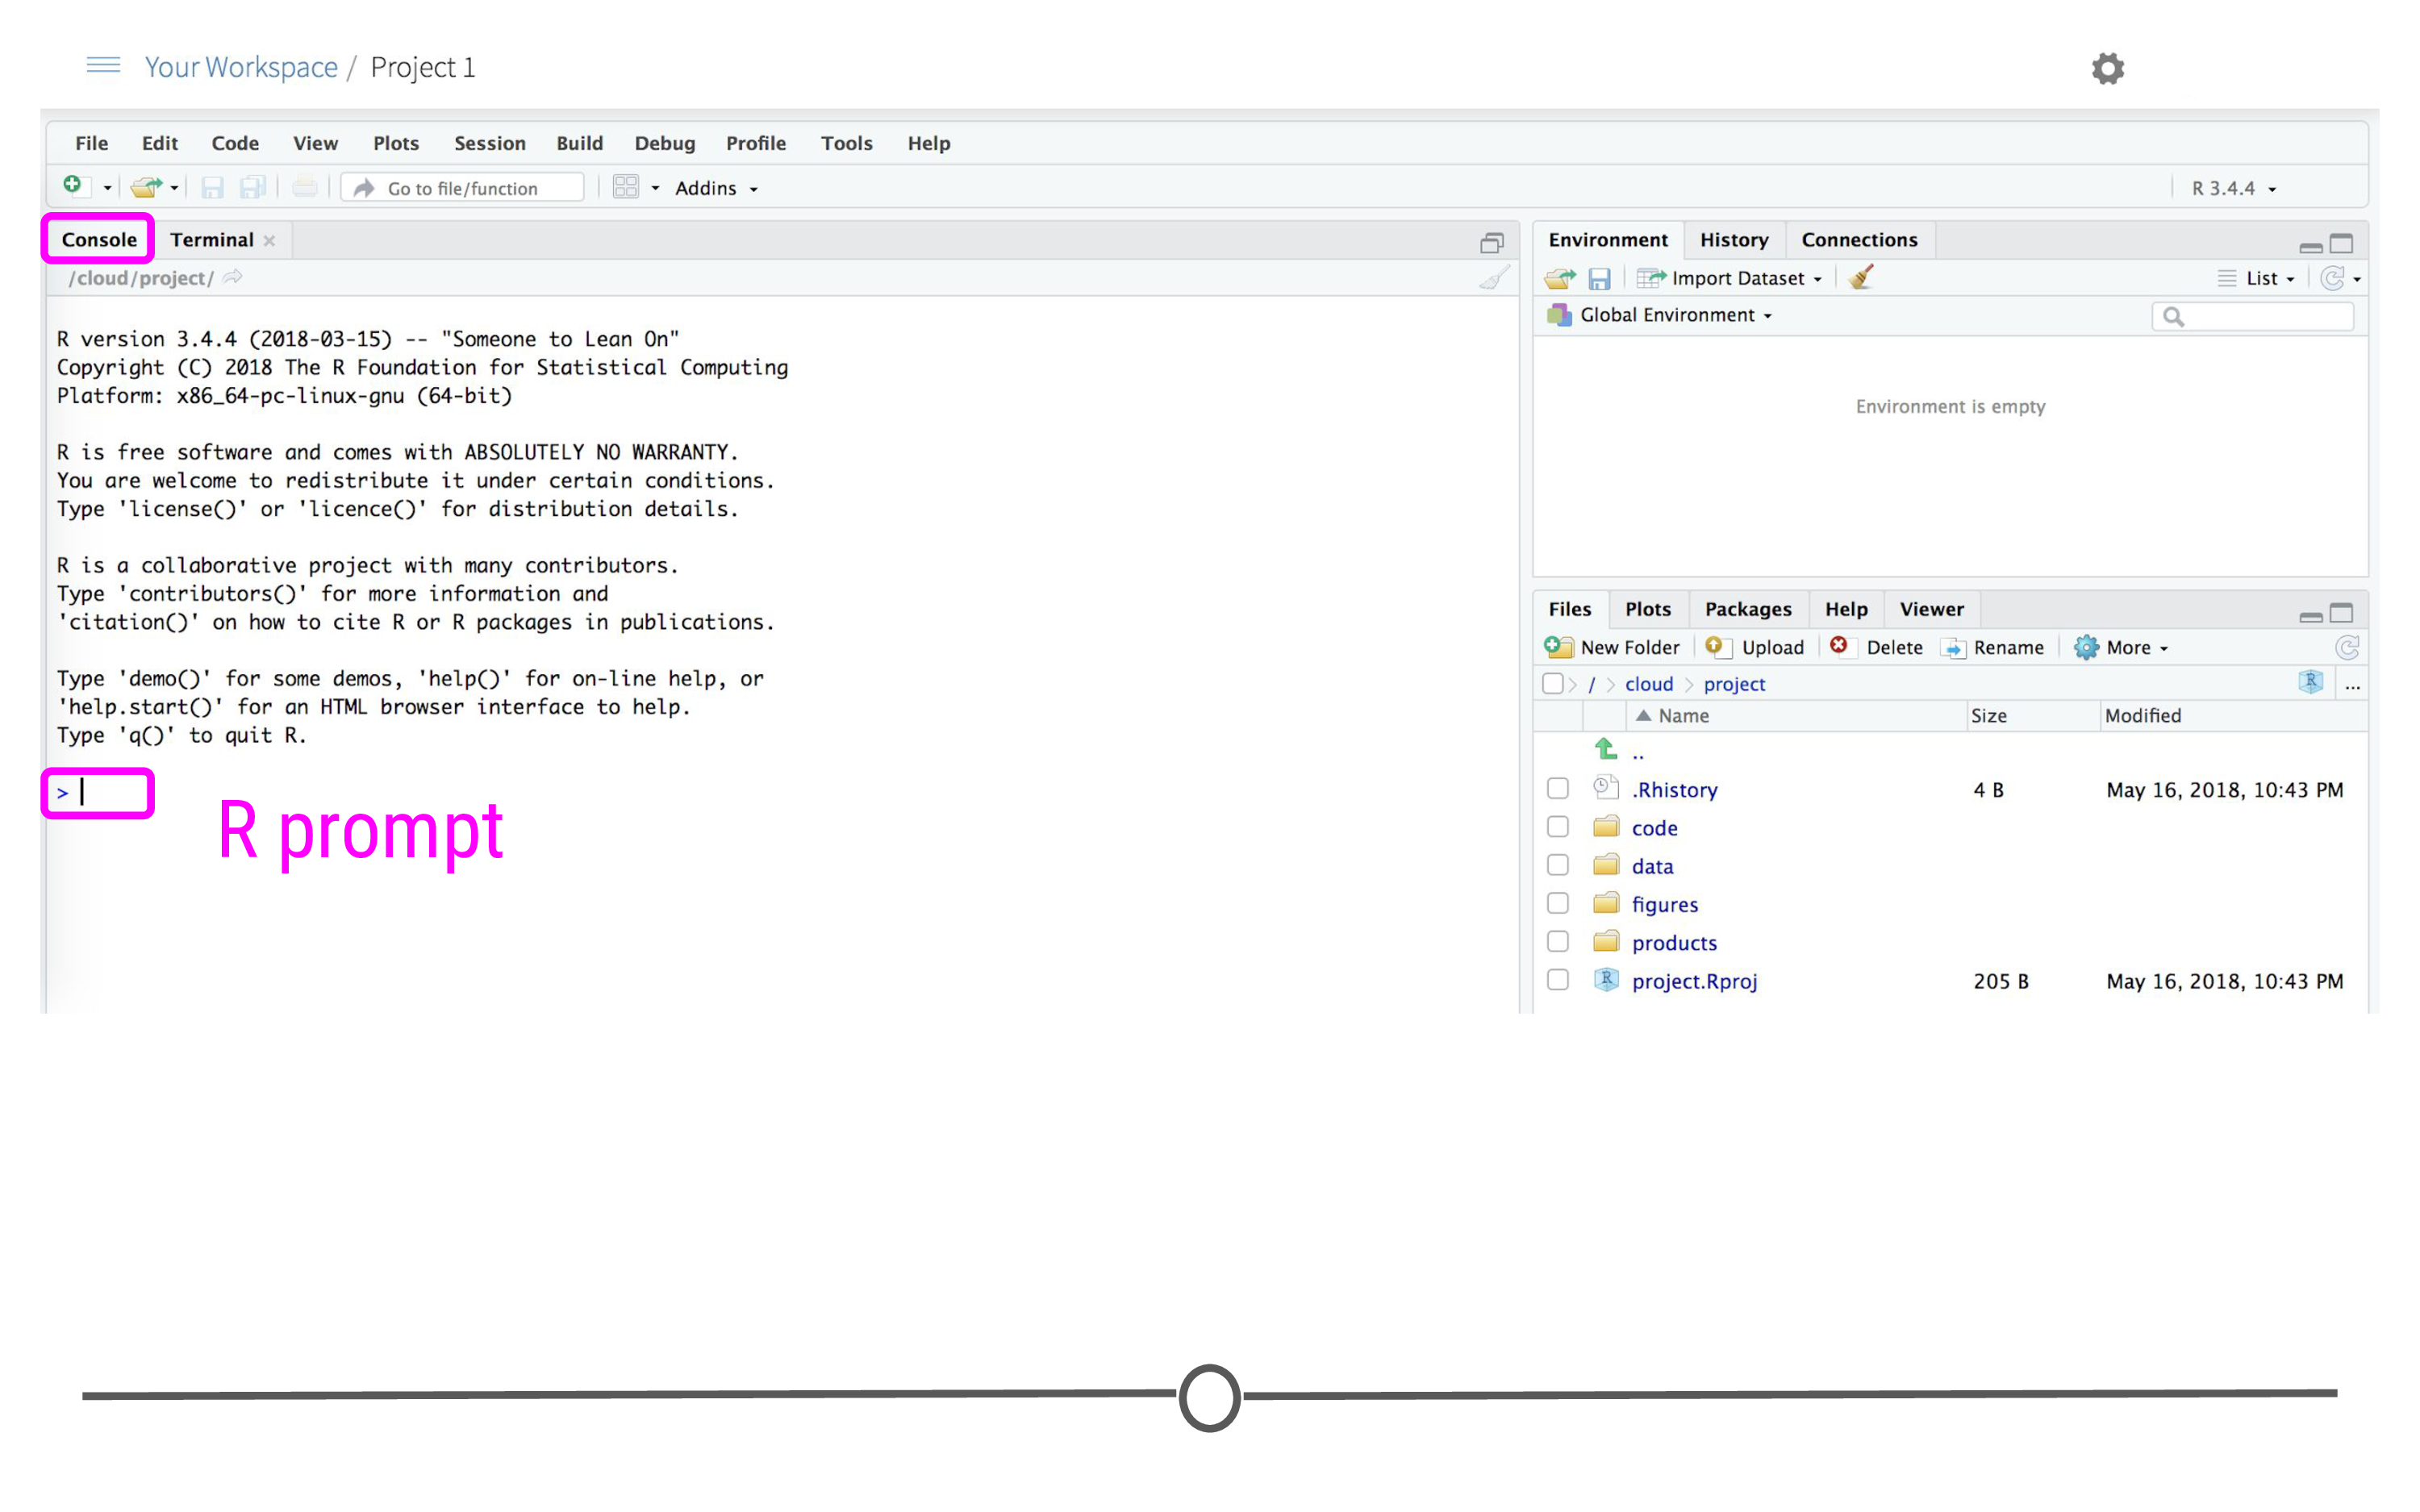 Your Workspace / Project 1
File Edit Code View Plots Session Build Debug Profile Tools Help
Go to file/function Addins R 3.4.4
Console Terminal
/cloud/project/
R version 3.4.4 (2018-03-15) -- "Someone to Lean On"
Copyright (C) 2018 The R Foundation for Statistical Computing
Platform: x86_64-pc-linux-gnu (64-bit)
R is free software and comes with ABSOLUTELY NO WARRANTY.
You are welcome to redistribute it under certain conditions.
Type 'license()' or 'licence()' for distribution details.
R is a collaborative project with many contributors.
Type 'contributors()' for more information and
'citation()' on how to cite R or R packages in publications.
Type 'demo()' for some demos, 'help()' for on-line help, or
'help.start()' for an HTML browser interface to help.
Type 'q()' to quit R.
>
R prompt
Environment History Connections
Import Dataset List
Global Environment
Environment is empty
Files Plots Packages Help Viewer
New Folder Upload Delete Rename More
/ > cloud > project ...
Name Size Modified
..
.Rhistory 4 B May 16, 2018, 10:43 PM
code
data
figures
products
project.Rproj 205 B May 16, 2018, 10:43 PM